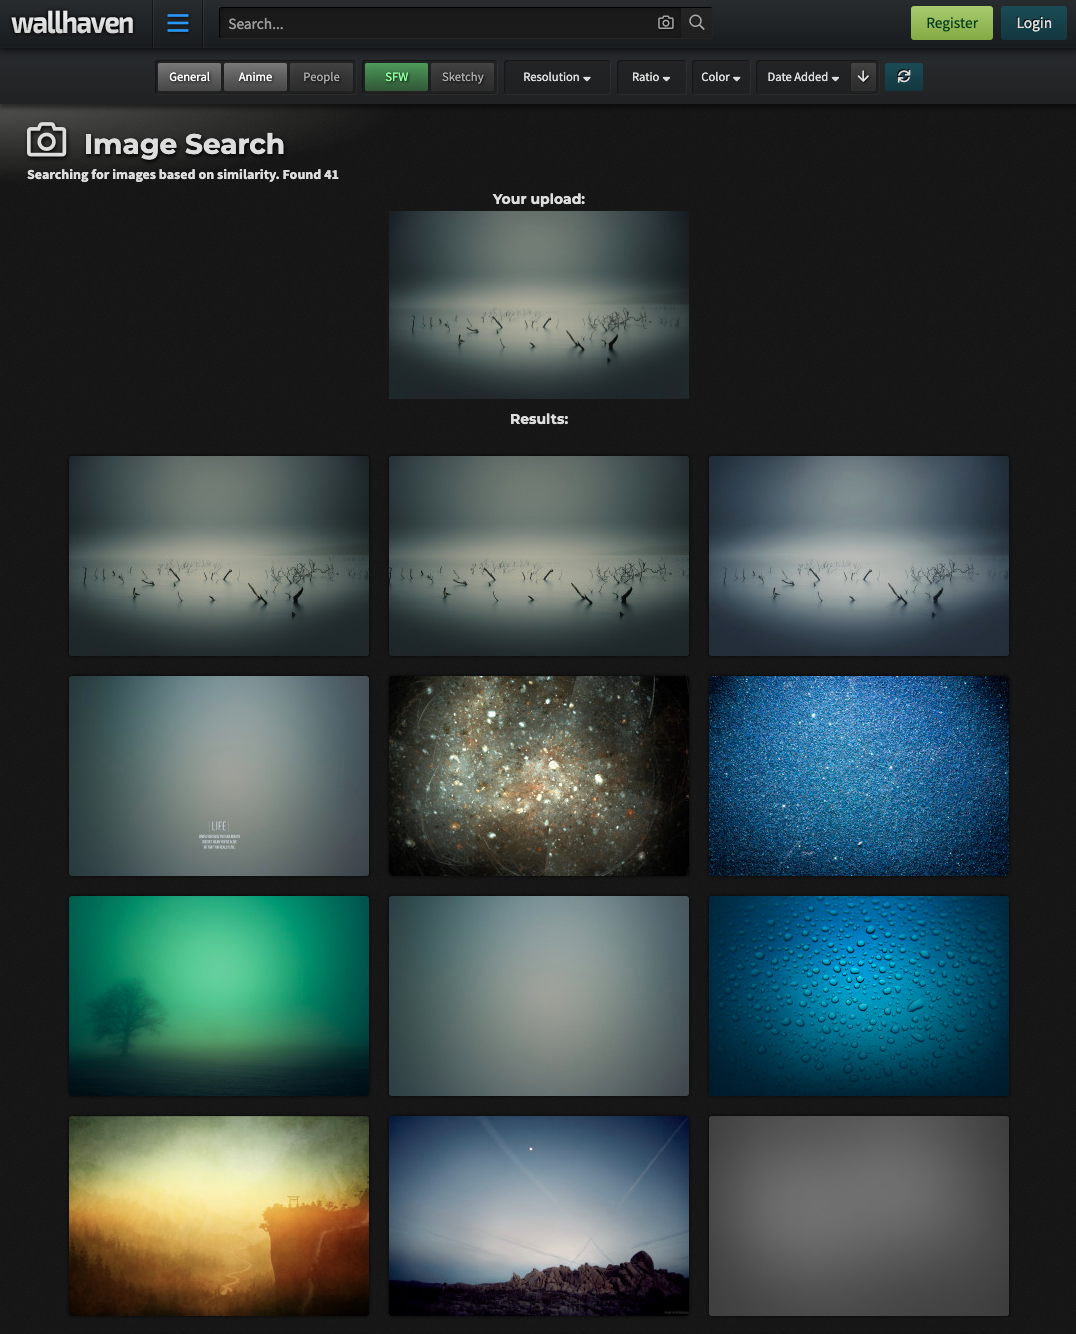 wallhaven
Search...
Register
Login
General
Anime
People
SFW
Sketchy
Resolution
Ratio
Color
Date Added
Image Search
Searching for images based on similarity. Found 41
Your upload:
Results:
LIFE